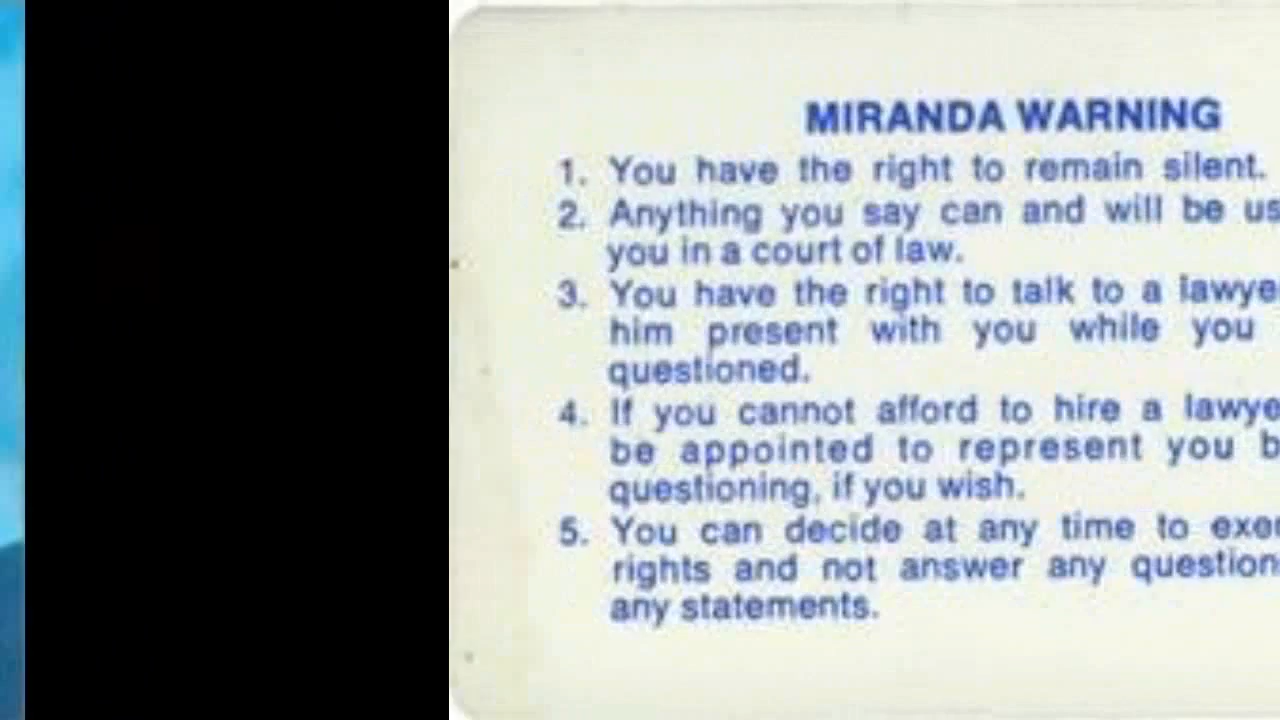 MIRANDA WARNING
1. You have the right to remain silent.
2. Anything you say can and will be us
you in a court of law.
3. You have the right to talk to a lawye
him present with you while you
questioned.
4. If you cannot afford to hire a lawye
be appointed to represent you b
questioning, if you wish.
5. You can decide at any time to exe
rights and not answer any question
any statements.